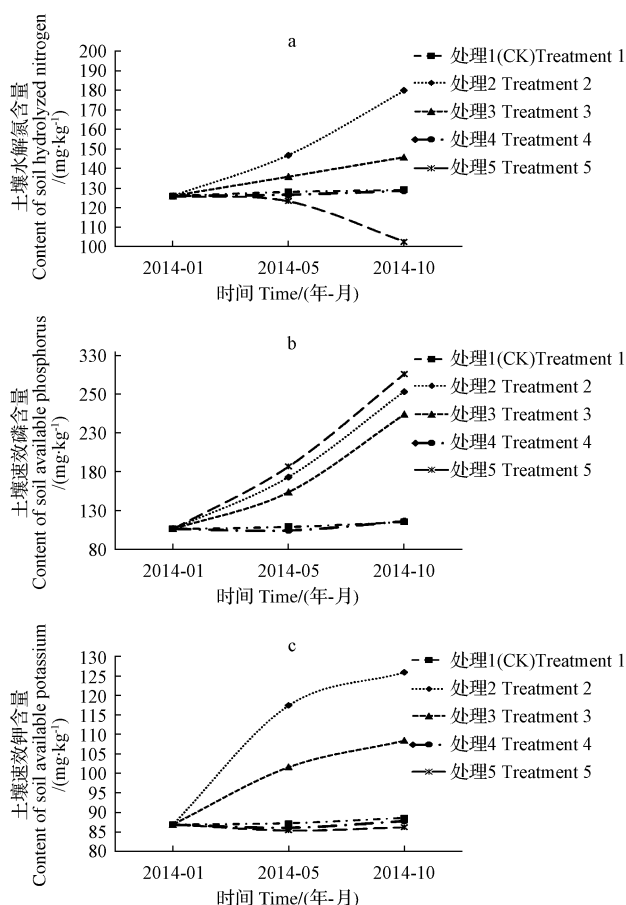 a
土壤水解氮含量
Content of soil hydrolyzed nitrogen
/(mg·kg-1)
200
190
180
170
160
150
140
130
120
110
100
2014-01
2014-05
2014-10
时间 Time/(年-月)
处理1(CK)Treatment 1
处理2 Treatment 2
处理3 Treatment 3
处理4 Treatment 4
处理5 Treatment 5
b
土壤速效磷含量
Content of soil available phosphorus
/(mg·kg-1)
330
250
230
180
130
80
2014-01
2014-05
2014-10
时间 Time/(年-月)
处理1(CK)Treatment 1
处理2 Treatment 2
处理3 Treatment 3
处理4 Treatment 4
处理5 Treatment 5
c
土壤速效钾含量
Content of soil available potassium
/(mg·kg-1)
130
125
120
115
110
105
100
95
90
85
80
2014-01
2014-05
2014-10
时间 Time/(年-月)
处理1(CK)Treatment 1
处理2 Treatment 2
处理3 Treatment 3
处理4 Treatment 4
处理5 Treatment 5